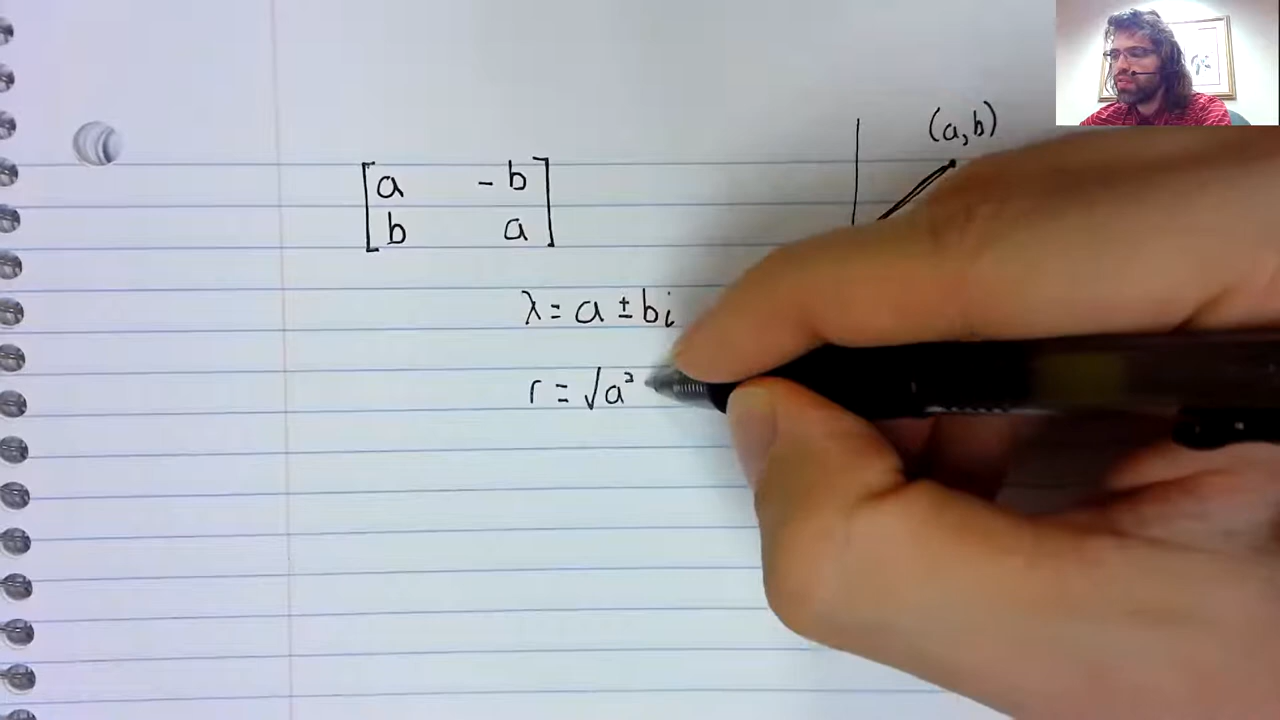 (a,b)
a -b
b a
λ = a ± bi
r = √a²